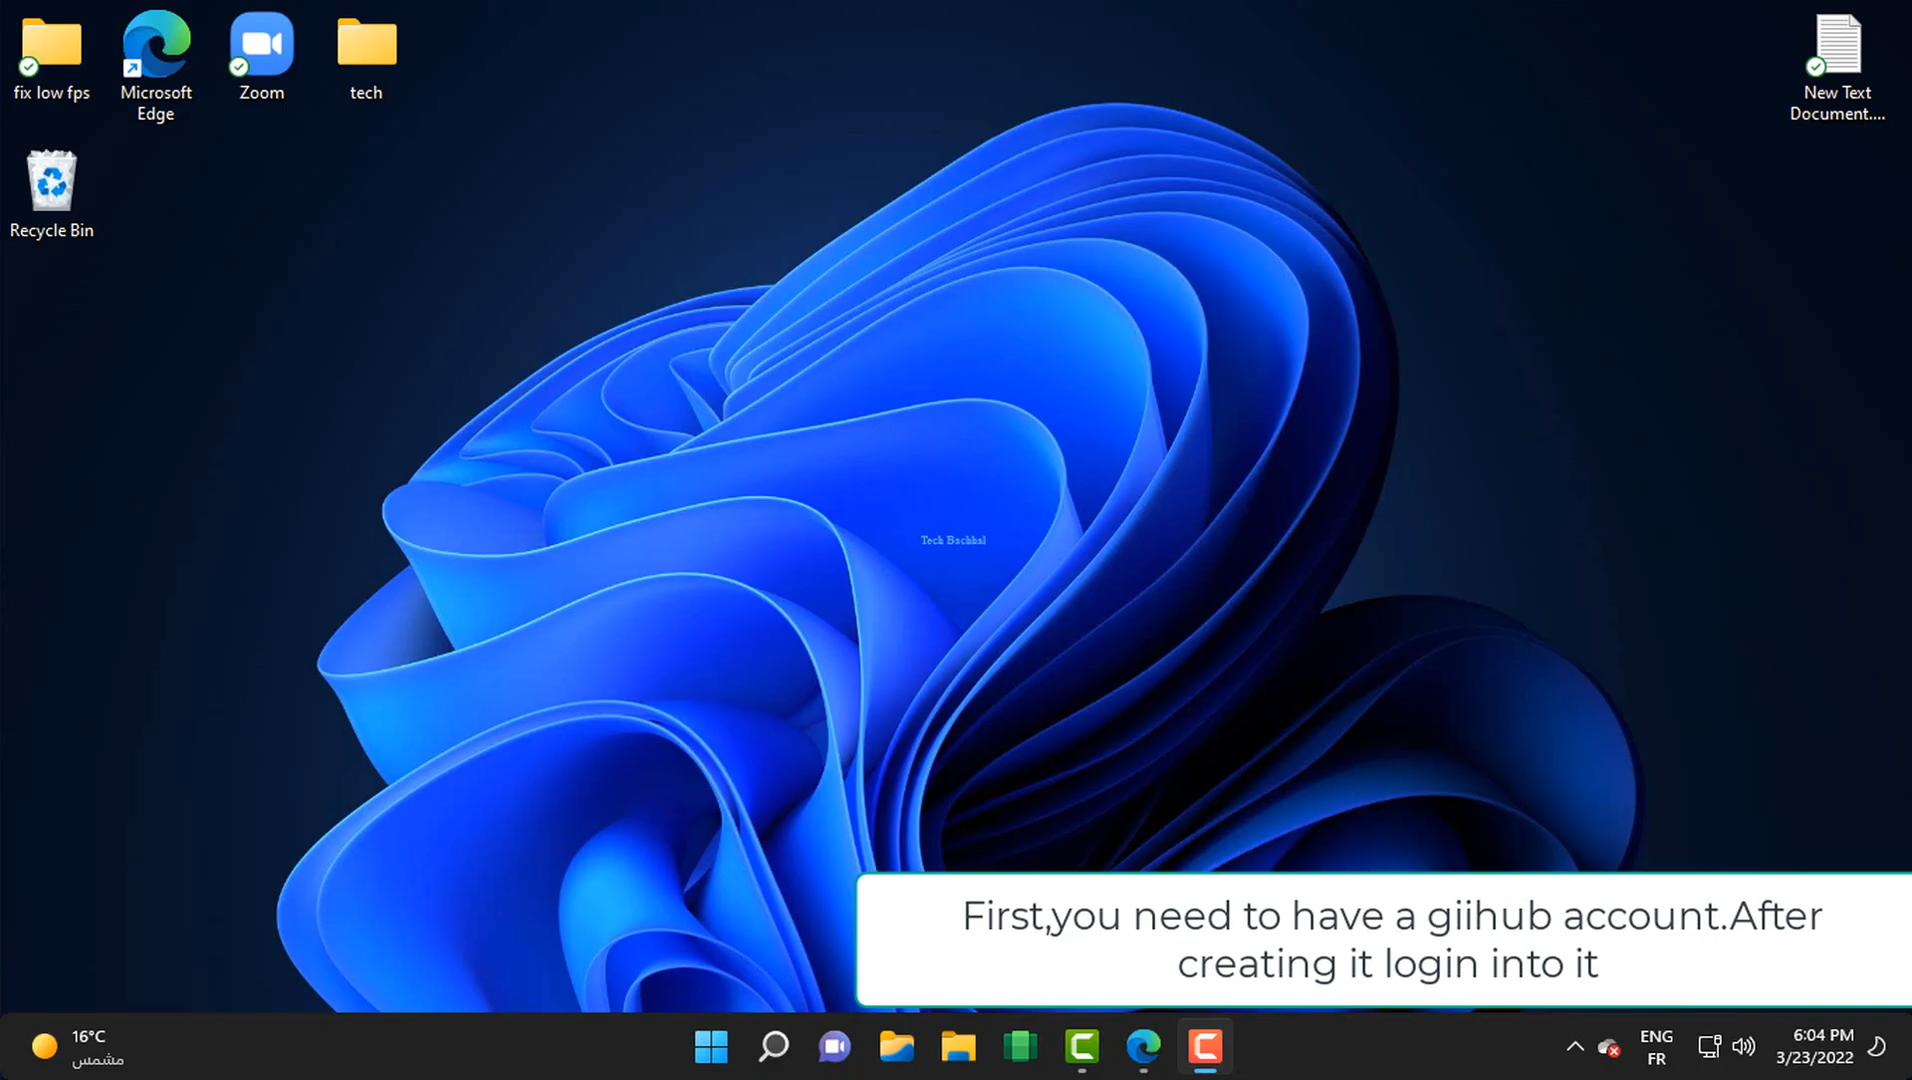 fix low fps
Microsoft
Edge
Zoom
tech
New Text
Document....
Recycle Bin
Tech Bachhal
First,you need to have a giihub account.After
creating it login into it
16°C
مشمس
ENG
FR
6:04 PM
3/23/2022